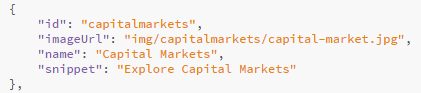 {
    "id": "capitalmarkets",
    "imageUrl": "img/capitalmarkets/capital-market.jpg",
    "name": "Capital Markets",
    "snippet": "Explore Capital Markets"
},